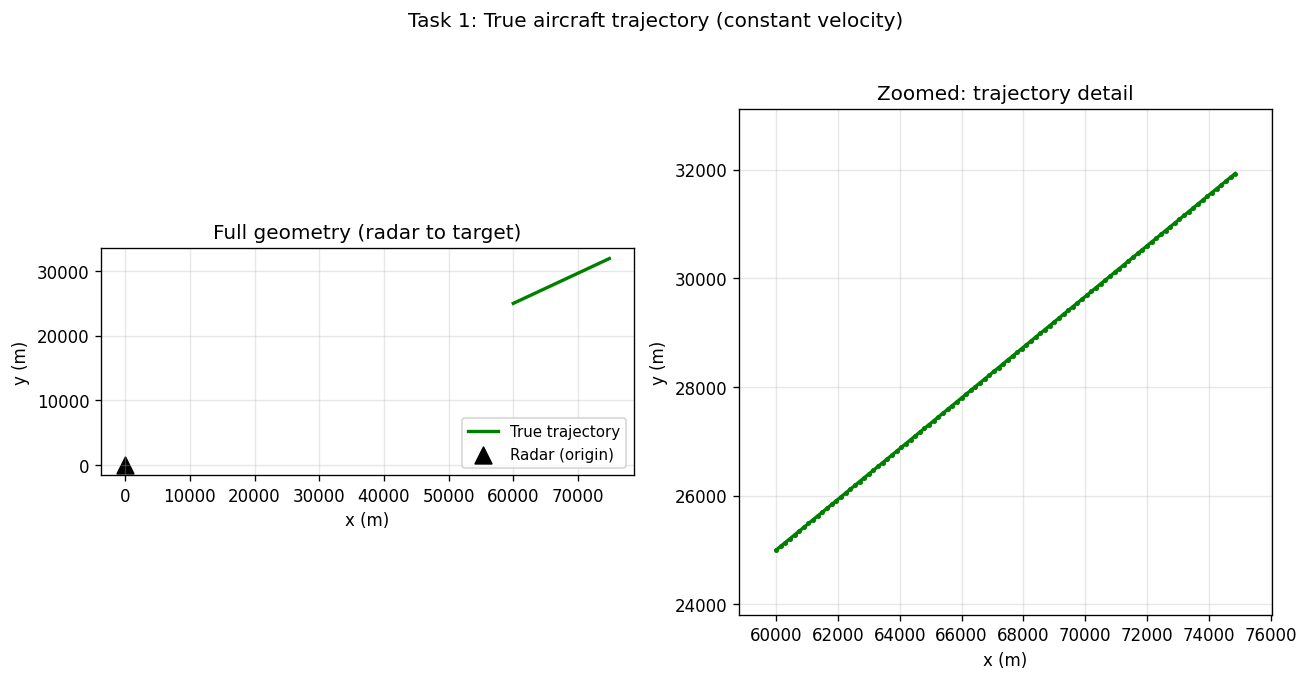 Task 1: True aircraft trajectory (constant velocity)
Full geometry (radar to target)
30000
20000
10000
0
y (m)
True trajectory
Radar (origin)
0 10000 20000 30000 40000 50000 60000 70000
x (m)
Zoomed: trajectory detail
32000
30000
28000
26000
24000
y (m)
60000 62000 64000 66000 68000 70000 72000 74000 76000
x (m)